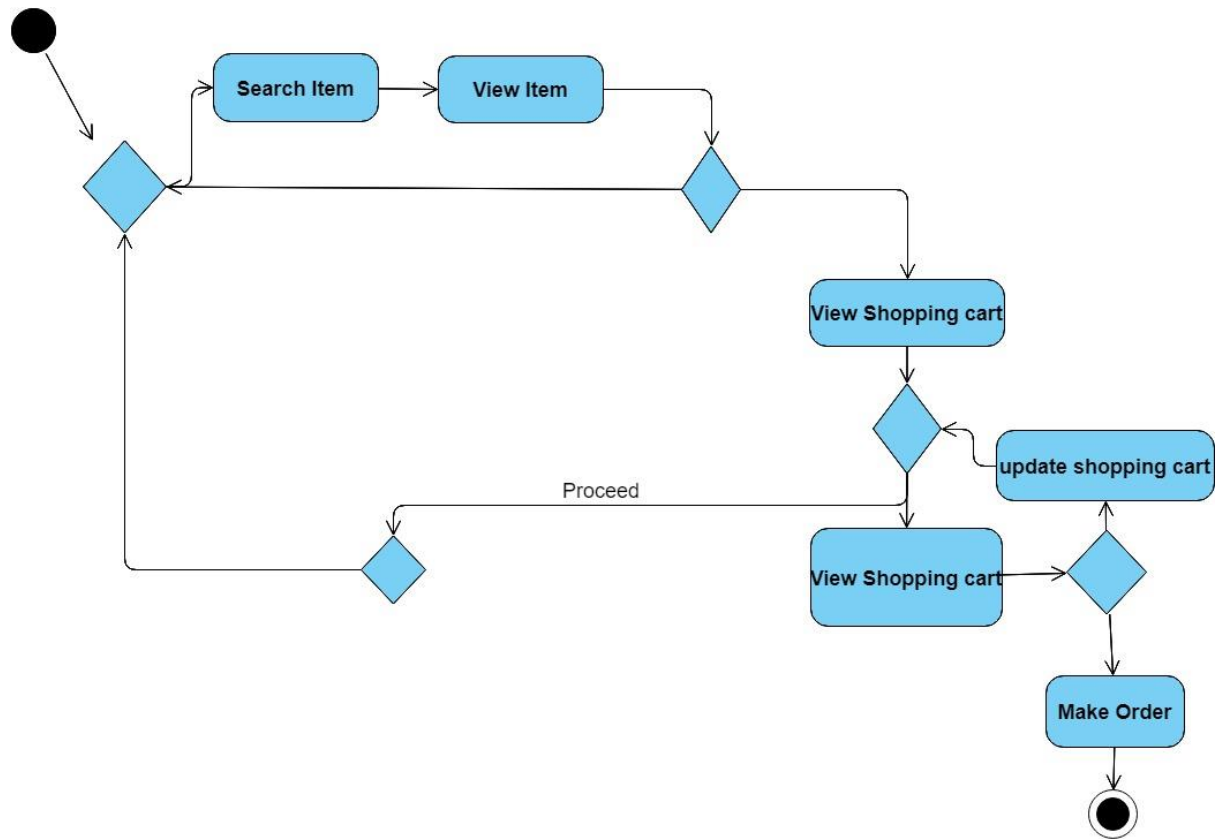 Search Item
View Item
View Shopping cart
update shopping cart
Proceed
View Shopping cart
Make Order